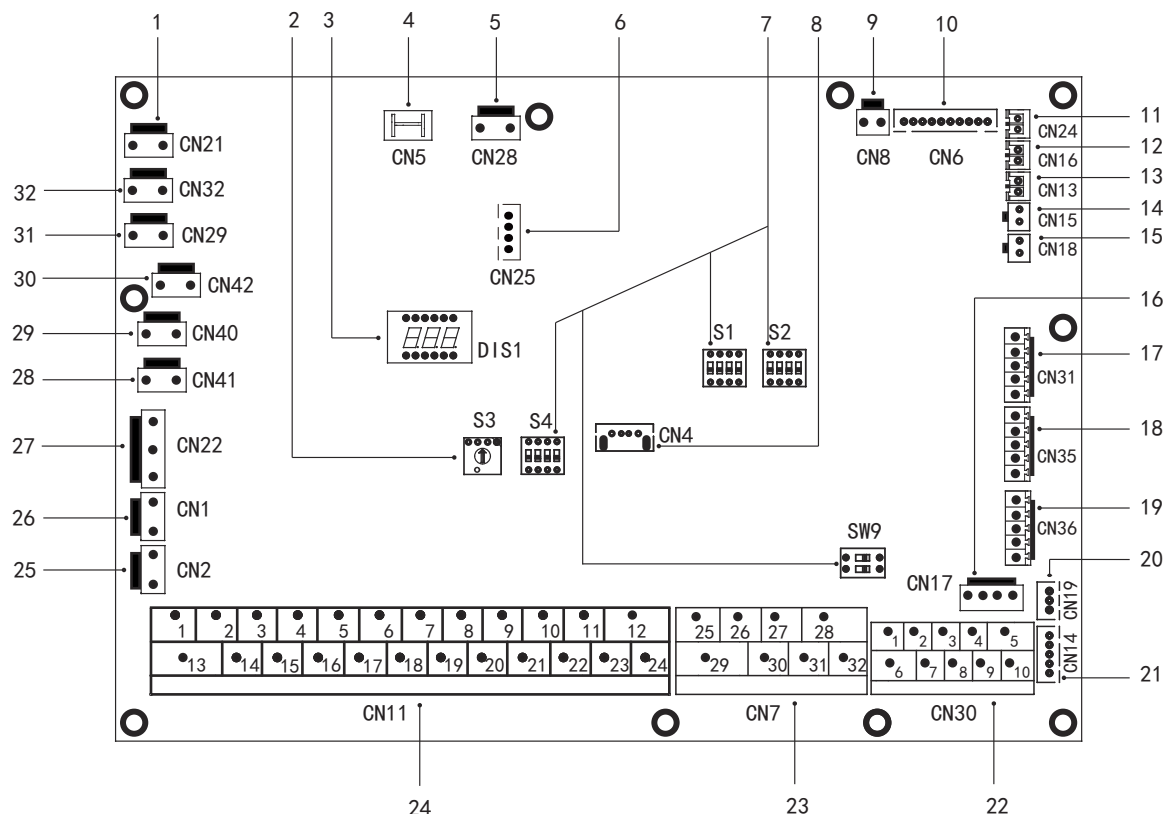 1 2 3 4 5 6 7 8 9 10
CN21 CN5 CN28 CN8 CN6 CN24 11
CN16 12
32 CN32 CN13 13
31 CN29 CN15 14
CN25 CN18 15
30 CN42
16
29 CN40 DIS1 S1 S2
CN31 17
28 CN41
27 CN22 S3 S4 CN4 CN35 18
2
26 CN1 CN36 19
SW9
25 CN2 CN17 CN19 20
1 2 3 4 5 6 7 8 9 10 11 12 25 26 27 28 1 2 3 4 5
13 14 15 16 17 18 19 20 21 22 23 24 29 30 31 32 6 7 8 9 10 CN14 21
CN11 CN7 CN30
24 23 22